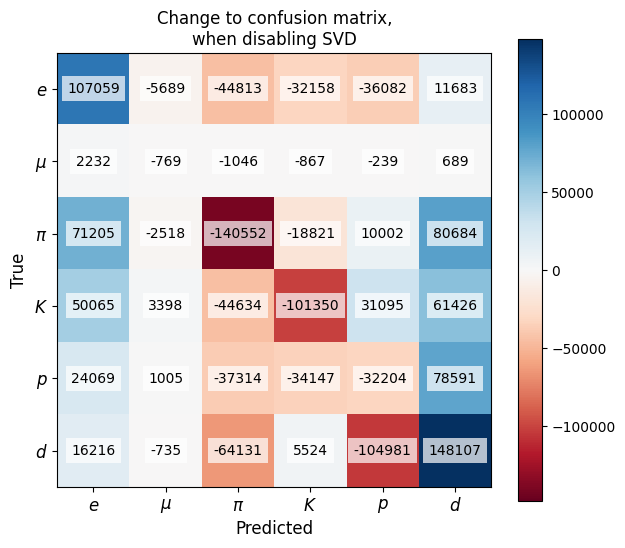 Change to confusion matrix,
when disabling SVD
e 107059 -5689 -44813 -32158 -36082 11683
μ 2232 -769 -1046 -867 -239 689
π 71205 -2518 -140552 -18821 10002 80684
K 50065 3398 -44634 -101350 31095 61426
p 24069 1005 -37314 -34147 -32204 78591
d 16216 -735 -64131 5524 -104981 148107
e μ π K p d
Predicted
True
100000
50000
0
−50000
−100000